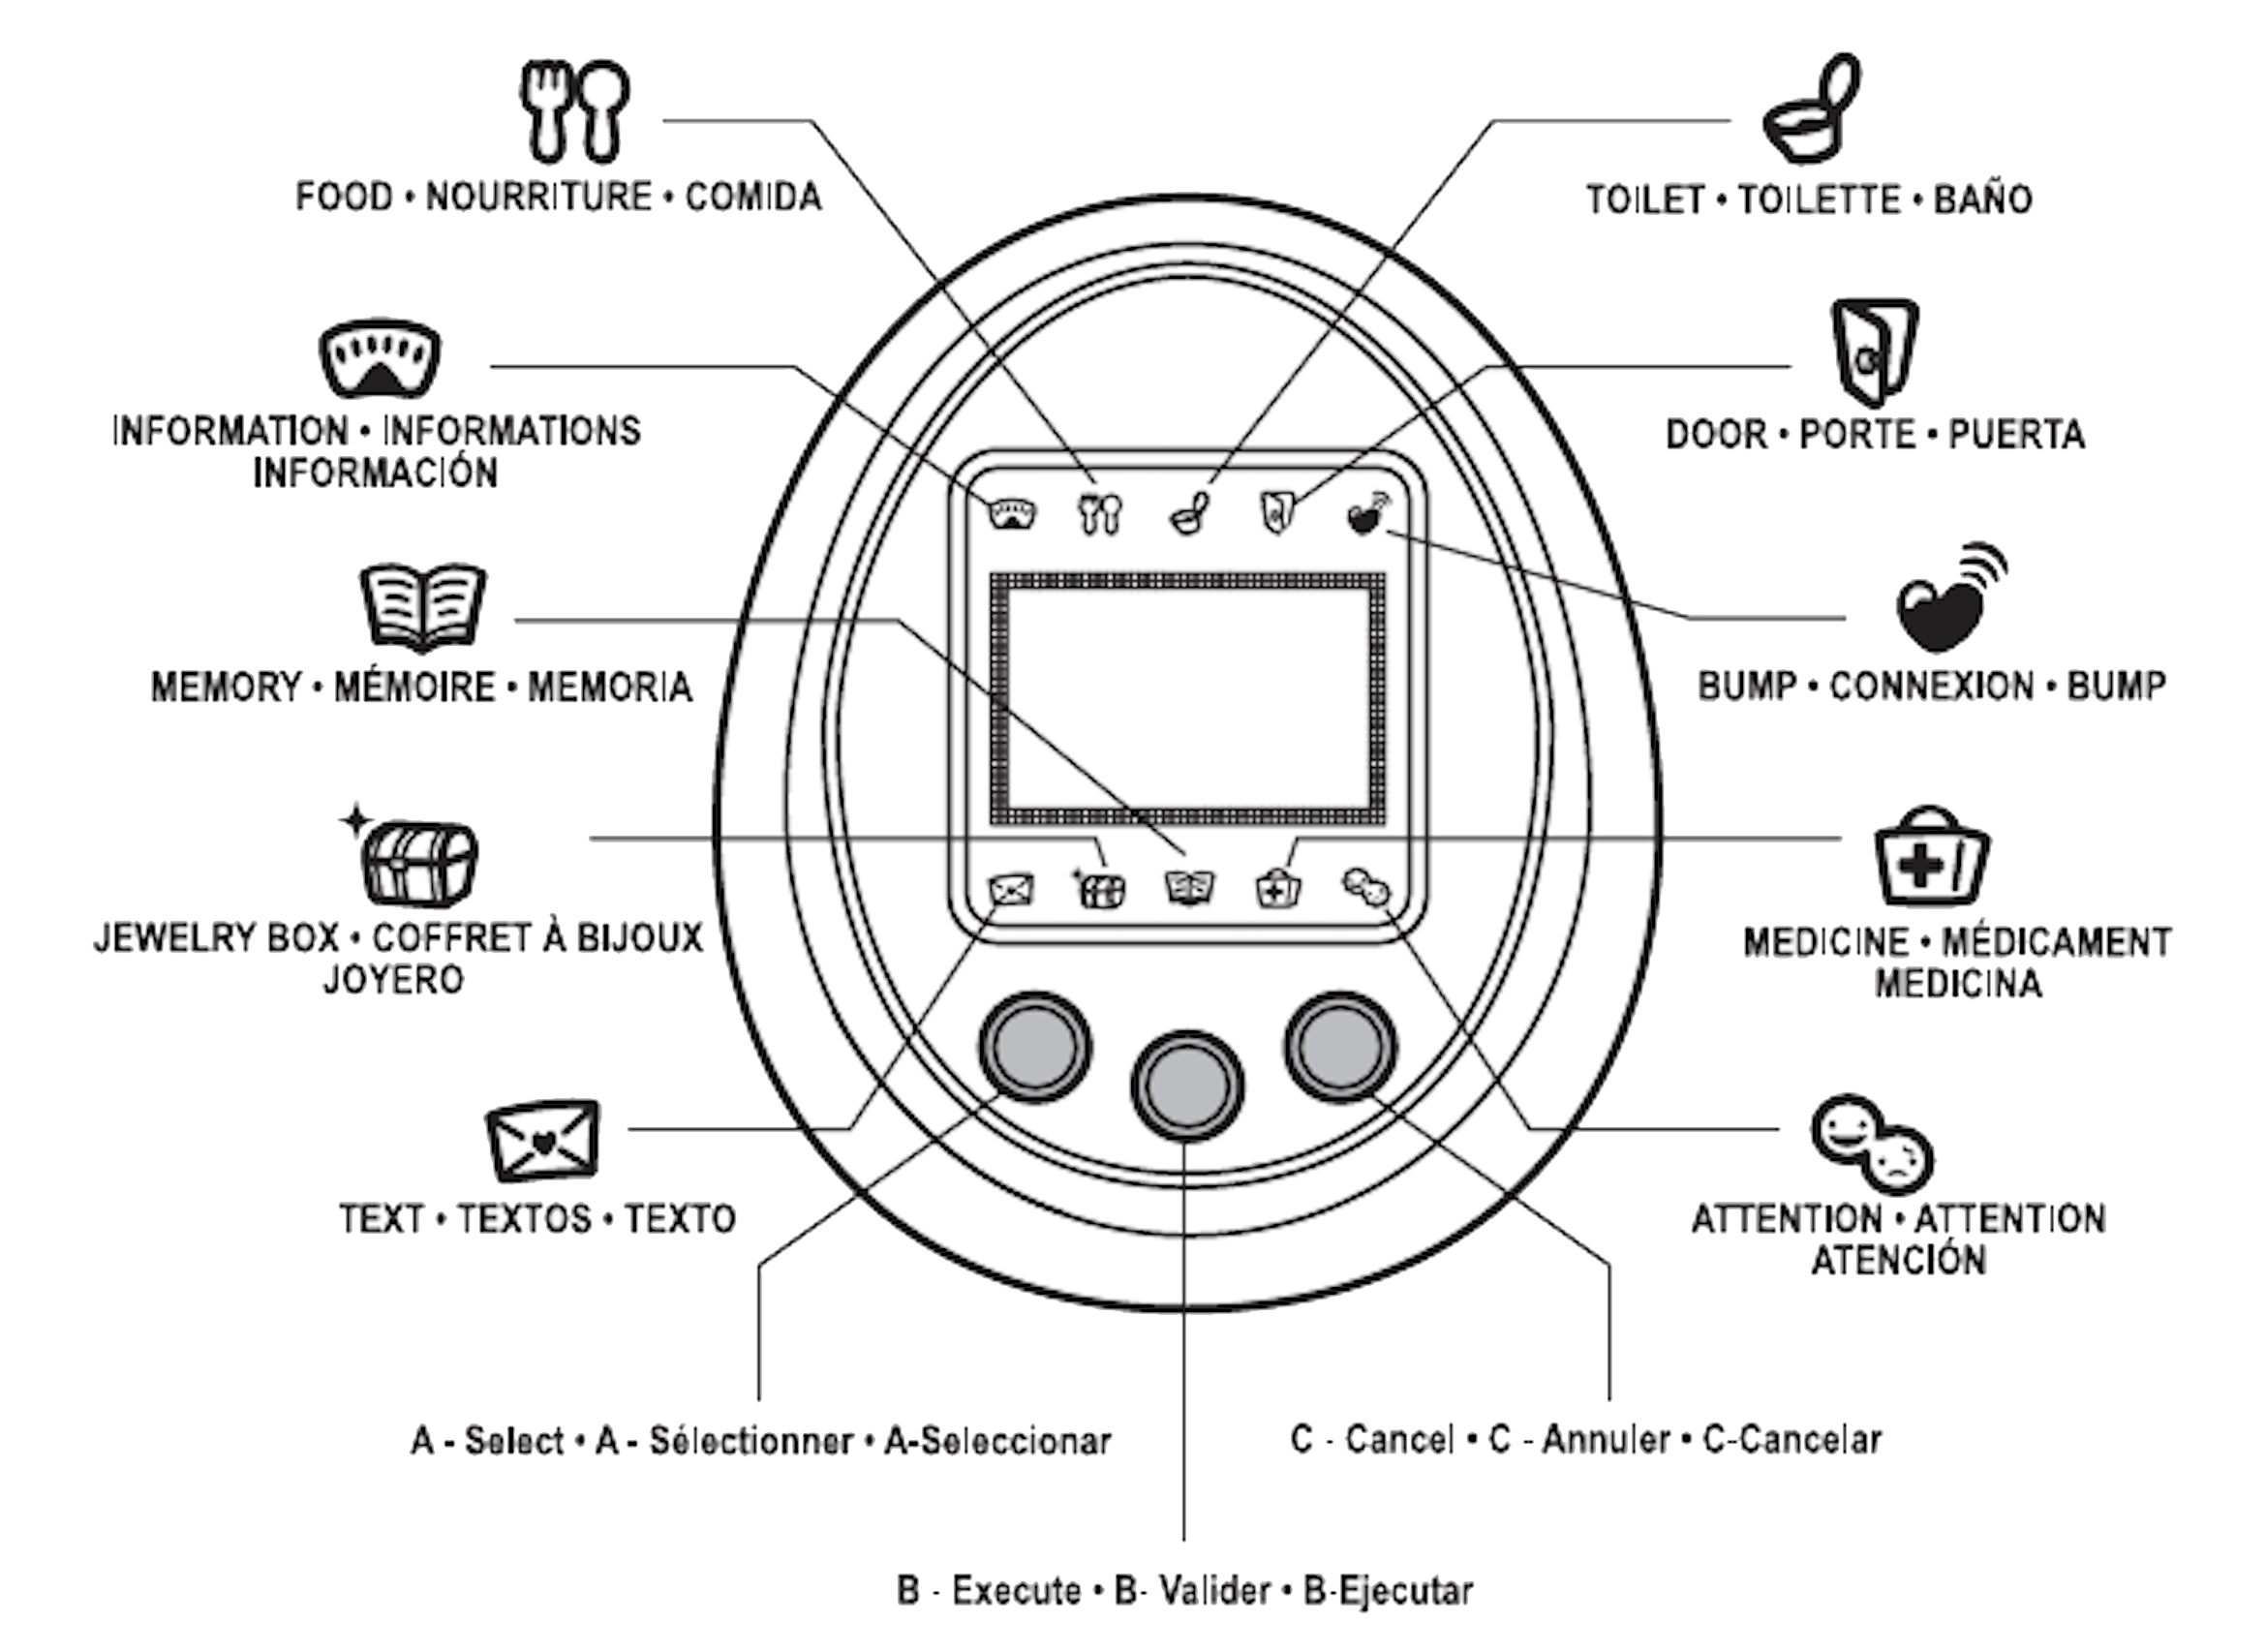 FOOD • NOURRITURE • COMIDA
TOILET • TOILETTE • BAÑO
INFORMATION • INFORMATIONS
INFORMACIÓN
DOOR • PORTE • PUERTA
MEMORY • MÉMOIRE • MEMORIA
BUMP • CONNEXION • BUMP
JEWELRY BOX • COFFRET À BIJOUX
JOYERO
MEDICINE • MÉDICAMENT
MEDICINA
TEXT • TEXTOS • TEXTO
ATTENTION • ATTENTION
ATENCIÓN
A - Select • A - Sélectionner • A-Seleccionar
C - Cancel • C - Annuler • C-Cancelar
B - Execute • B- Valider • B-Ejecutar